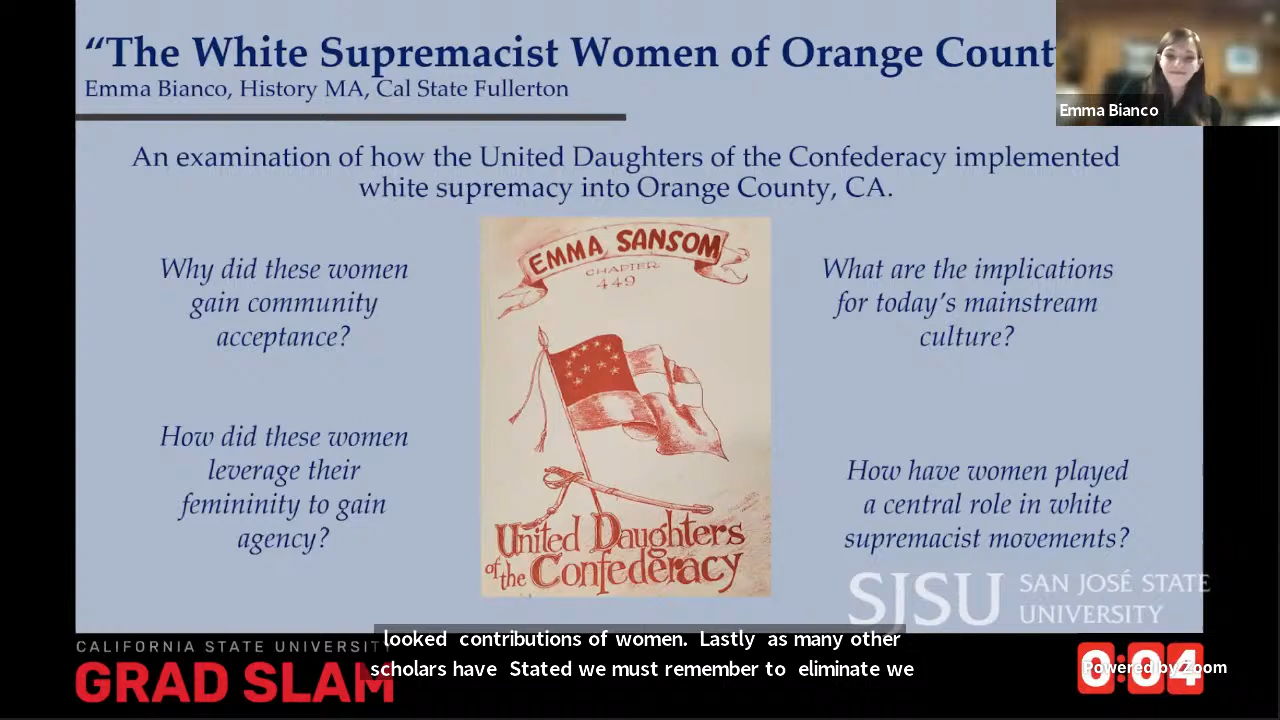 “The White Supremacist Women of Orange Count
Emma Bianco, History MA, Cal State Fullerton
Emma Bianco
An examination of how the United Daughters of the Confederacy implemented
white supremacy into Orange County, CA.
Why did these women
gain community
acceptance?
How did these women
leverage their
femininity to gain
agency?
EMMA SANSOM
CHAPTER
449
United Daughters
of the Confederacy
What are the implications
for today’s mainstream
culture?
How have women played
a central role in white
supremacist movements?
SJSU SAN JOSÉ STATE
UNIVERSITY
CALIFORNIA STATE UNIVERSITY
GRAD SLAM
looked contributions of women. Lastly as many other
scholars have Stated we must remember to eliminate we
0:04
Powered by Zoom